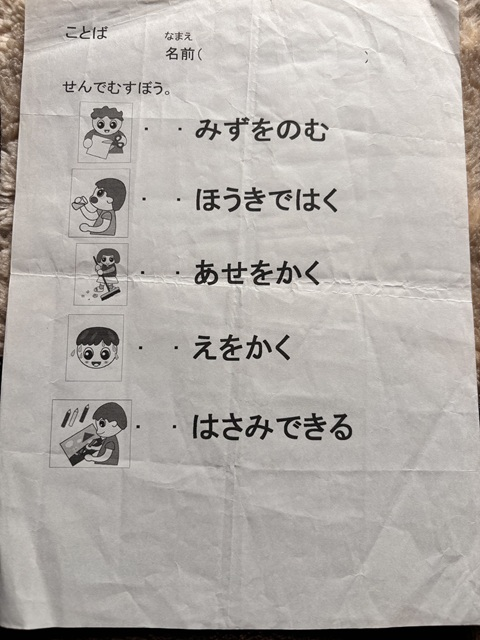 ことば
なまえ
名前(　　　)
せんでむすぼう。
・　・みずをのむ
・　・ほうきではく
・　・あせをかく
・　・えをかく
・　・はさみできる